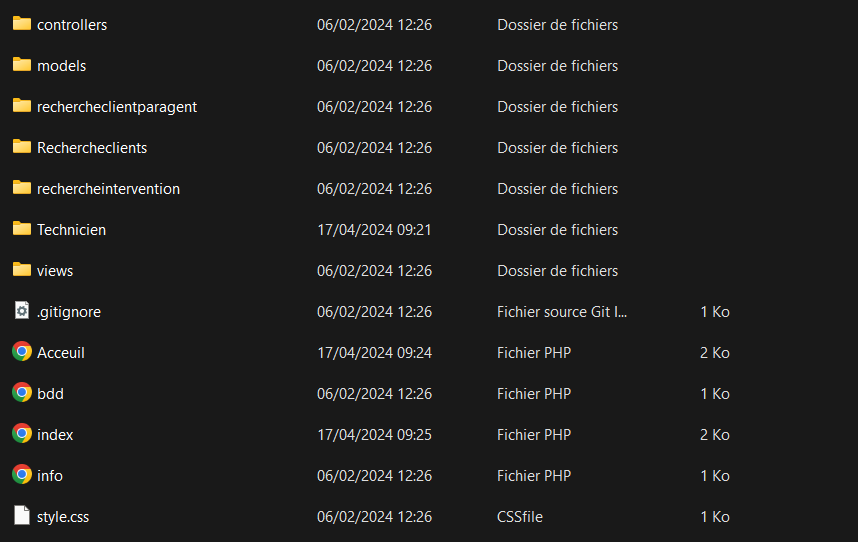 controllers 06/02/2024 12:26 Dossier de fichiers
models 06/02/2024 12:26 Dossier de fichiers
rechercheclientparagent 06/02/2024 12:26 Dossier de fichiers
Rechercheclients 06/02/2024 12:26 Dossier de fichiers
rechercheintervention 06/02/2024 12:26 Dossier de fichiers
Technicien 17/04/2024 09:21 Dossier de fichiers
views 06/02/2024 12:26 Dossier de fichiers
.gitignore 06/02/2024 12:26 Fichier source Git I... 1 Ko
Acceuil 17/04/2024 09:24 Fichier PHP 2 Ko
bdd 06/02/2024 12:26 Fichier PHP 1 Ko
index 17/04/2024 09:25 Fichier PHP 2 Ko
info 06/02/2024 12:26 Fichier PHP 1 Ko
style.css 06/02/2024 12:26 CSSfile 1 Ko